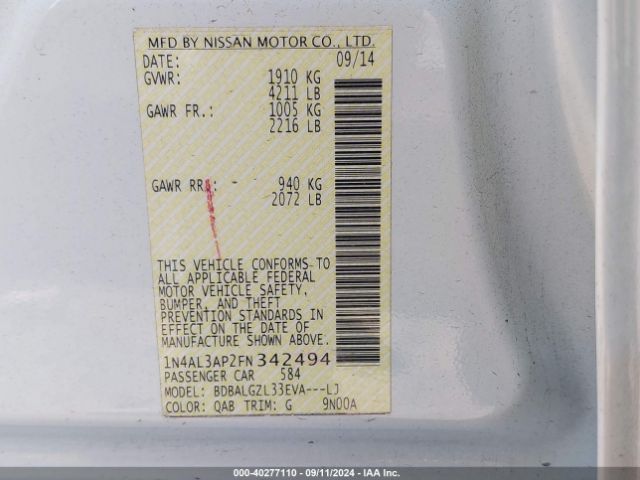 MFD BY NISSAN MOTOR CO., LTD.
DATE: 09/14
GVWR: 1910 KG
4211 LB
GAWR FR.: 1005 KG
2216 LB
GAWR RR.: 940 KG
2072 LB
THIS VEHICLE CONFORMS TO
ALL APPLICABLE FEDERAL
MOTOR VEHICLE SAFETY,
BUMPER, AND THEFT
PREVENTION STANDARDS IN
EFFECT ON THE DATE OF
MANUFACTURE SHOWN ABOVE.
1N4AL3AP2FN342494
PASSENGER CAR 584
MODEL: BDBALGZL33EVA---LJ
COLOR: QAB TRIM: G 9N00A
000-40277110 - 09/11/2024 - IAA Inc.